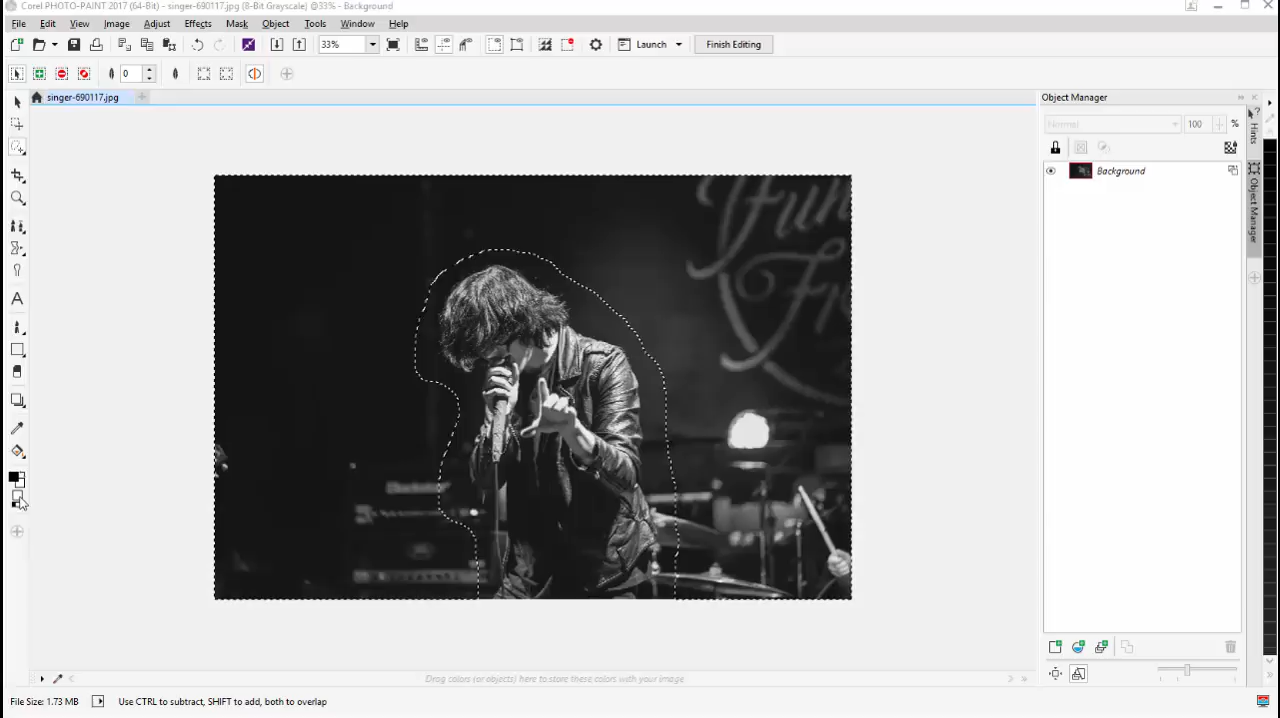 Corel PHOTO-PAINT 2017 (64-Bit) - singer-690117.jpg (8-Bit Grayscale) @33% - Background
File Edit View Image Adjust Effects Mask Object Tools Window Help
33% Launch Finish Editing
0
singer-690117.jpg
Object Manager
Normal 100 %
Hints
Background
Object Manager
Fun
Fr
Drag colors (or objects) here to store these colors with your image
File Size: 1.73 MB Use CTRL to subtract, SHIFT to add, both to overlap